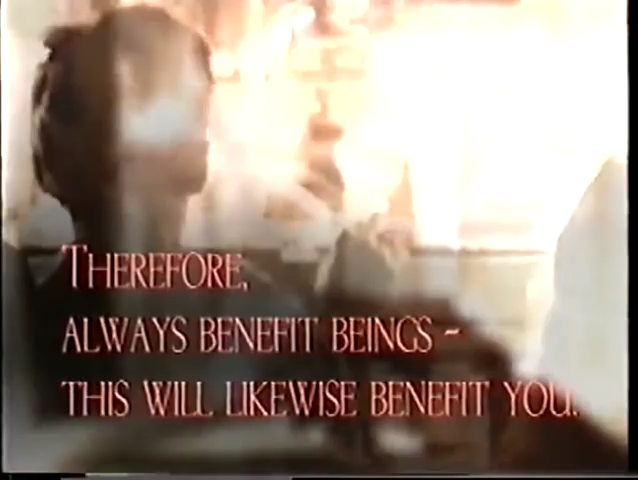 THEREFORE,
ALWAYS BENEFIT BEINGS ~
THIS WILL LIKEWISE BENEFIT YOU.